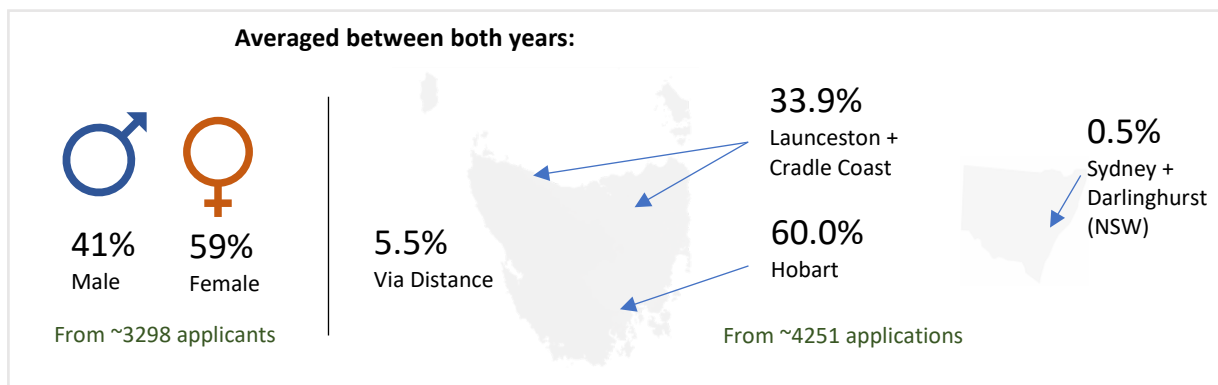 Averaged between both years:
41%
Male
59%
Female
From ~3298 applicants
5.5%
Via Distance
33.9%
Launceston +
Cradle Coast
60.0%
Hobart
0.5%
Sydney +
Darlinghurst
(NSW)
From ~4251 applications